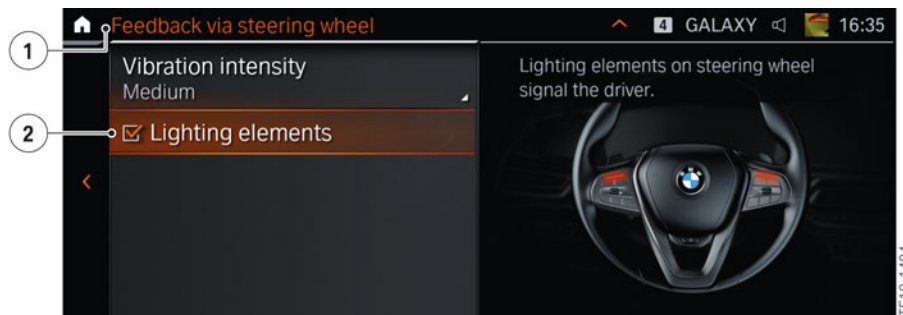 1
Feedback via steering wheel
4 GALAXY 16:35
Vibration intensity
Medium
2
Lighting elements
Lighting elements on steering wheel
signal the driver.
BMW